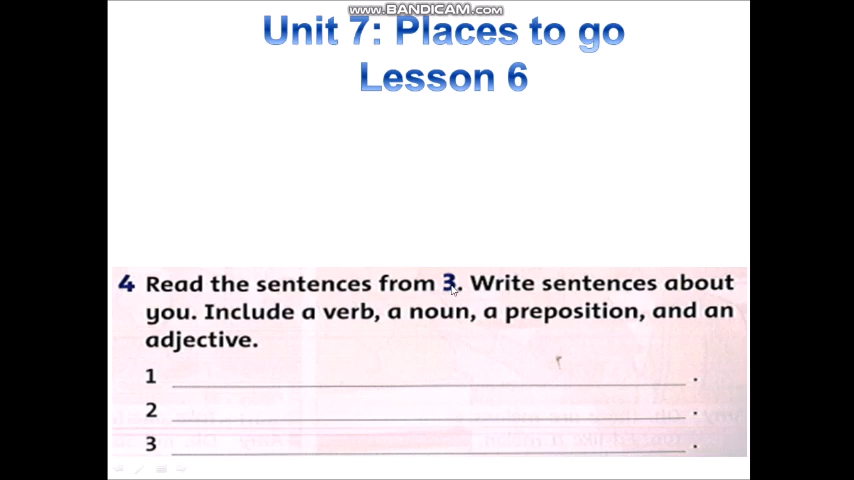 www.BANDICAM.com
Unit 7: Places to go
Lesson 6
4 Read the sentences from 3. Write sentences about
you. Include a verb, a noun, a preposition, and an
adjective.
1 .
2 .
3 .